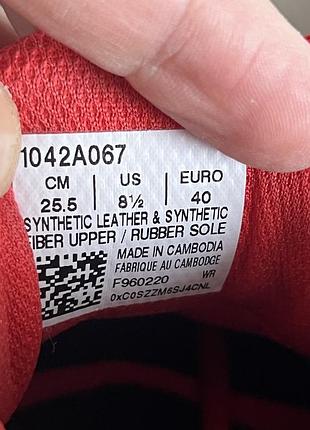 1042A067
CM US EURO
25.5 8½ 40
SYNTHETIC LEATHER & SYNTHETIC
FIBER UPPER / RUBBER SOLE
MADE IN CAMBODIA
FABRIQUE AU CAMBODGE
F960220 WR
0xC0SZZM6SJ4CNL